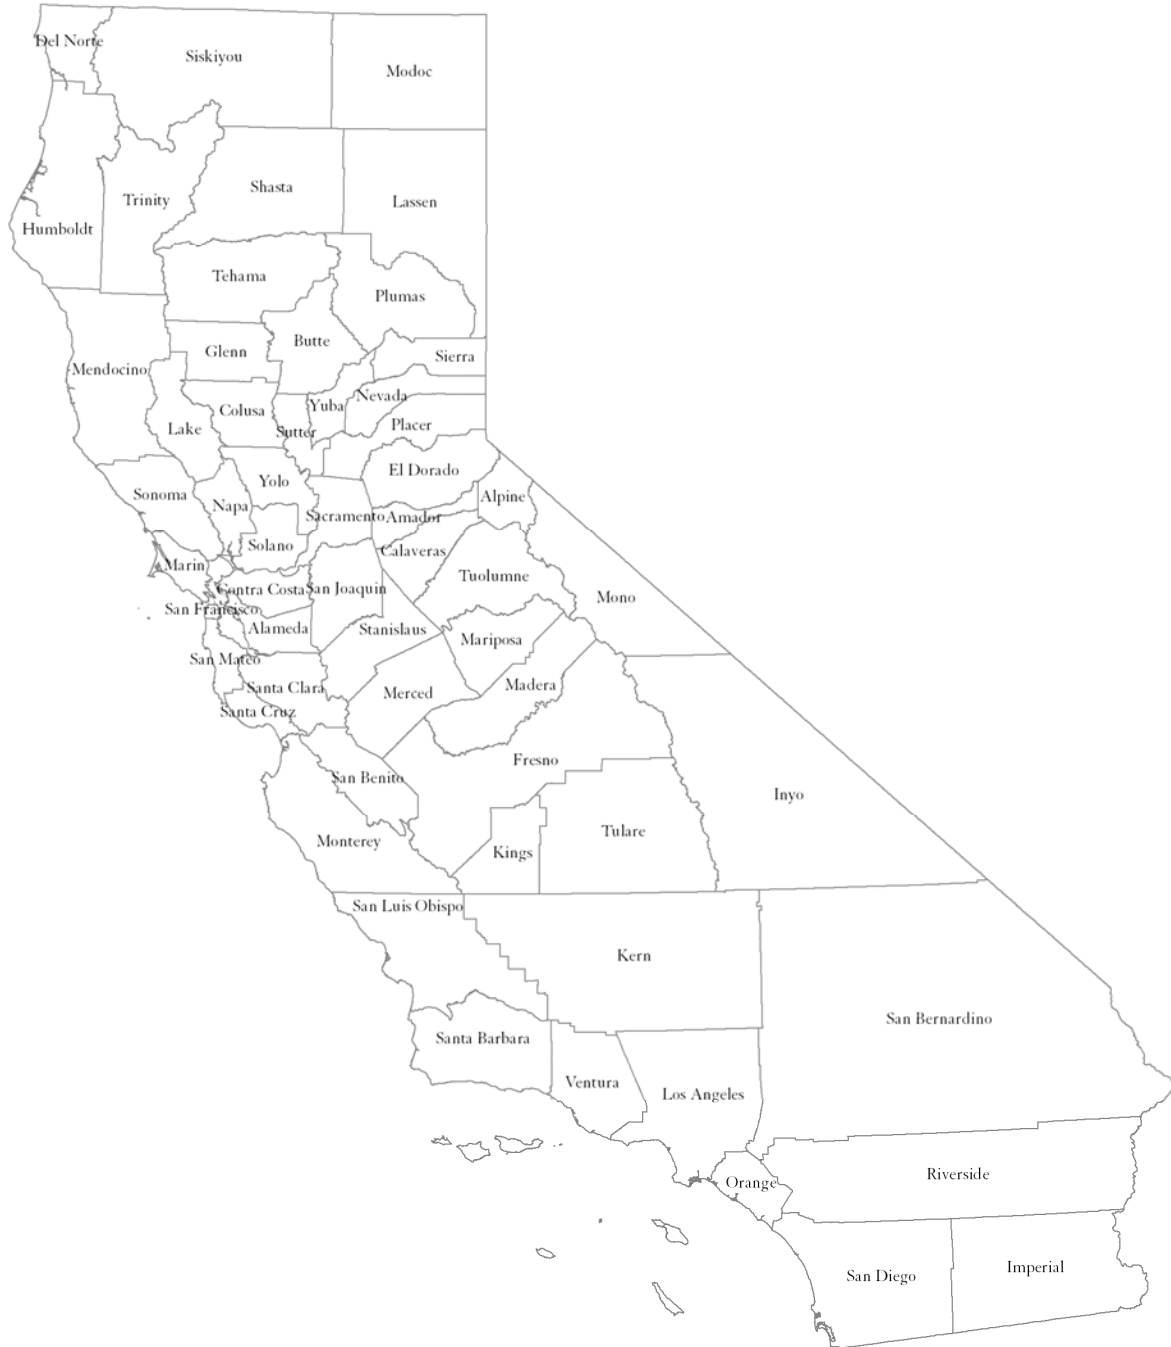 Del Norte
Siskiyou
Modoc
Shasta
Trinity
Lassen
Humboldt
Tehama
Plumas
Butte
Glenn
Sierra
Mendocino
Nevada
Yuba
Colusa
Placer
Lake
Sutter
El Dorado
Yolo
Sonoma
Alpine
Napa
Sacramento
Amador
Solano
Calaveras
Marin
Tuolumne
Contra Costa
San Joaquin
Mono
San Francisco
Alameda
Stanislaus
Mariposa
San Mateo
Santa Clara
Madera
Merced
Santa Cruz
Fresno
San Benito
Inyo
Tulare
Monterey
Kings
San Luis Obispo
Kern
San Bernardino
Santa Barbara
Ventura
Los Angeles
Riverside
Orange
Imperial
San Diego